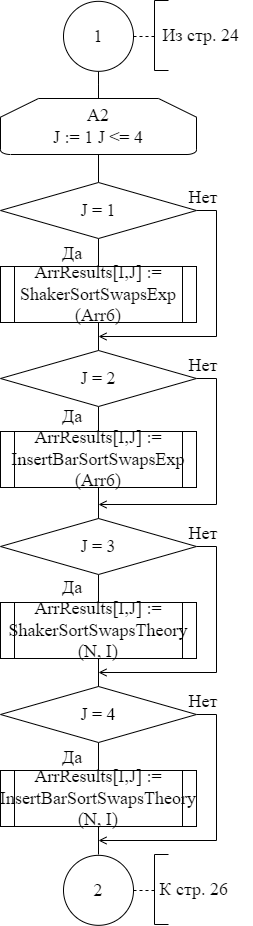 1
Из стр. 24
A2
J := 1 J <= 4
J = 1
Нет
Да
ArrResults[I,J] :=
ShakerSortSwapsExp
(Arr6)
J = 2
Нет
Да
ArrResults[I,J] :=
InsertBarSortSwapsExp
(Arr6)
J = 3
Нет
Да
ArrResults[I,J] :=
ShakerSortSwapsTheory
(N, I)
J = 4
Нет
Да
ArrResults[I,J] :=
InsertBarSortSwapsTheory
(N, I)
2
К стр. 26